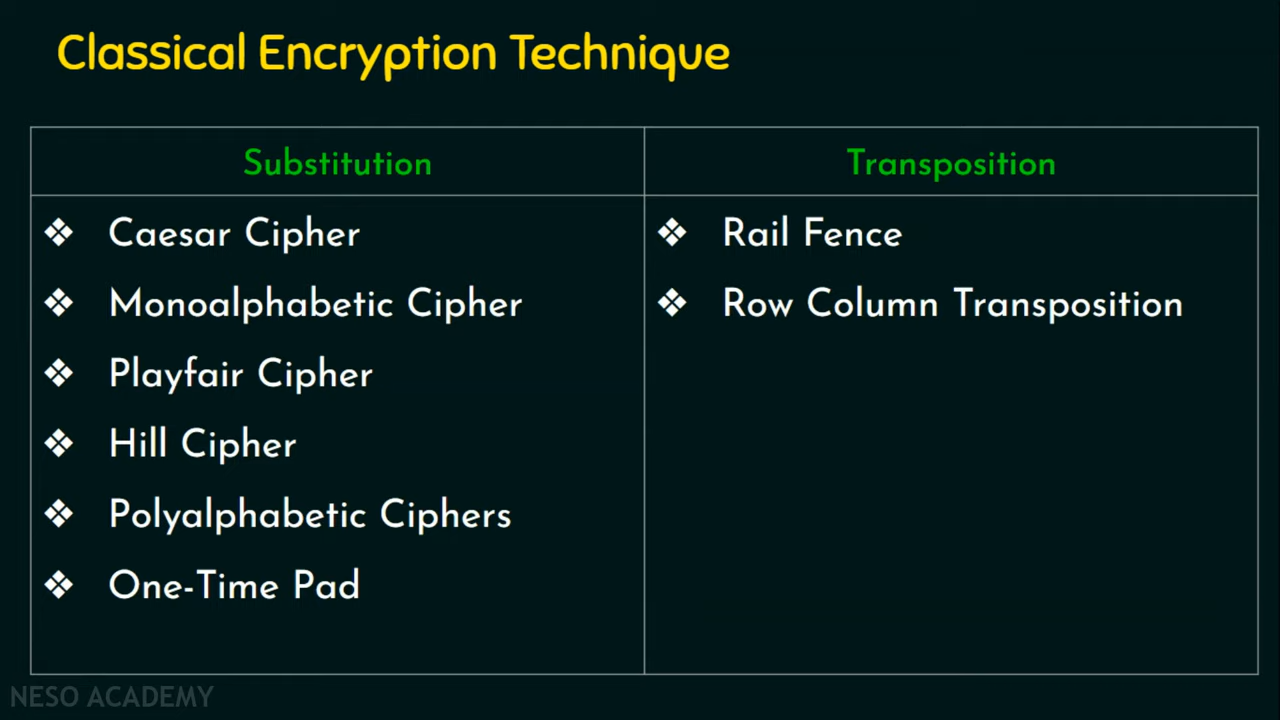 Classical Encryption Technique
Substitution
Transposition
❖ Caesar Cipher
❖ Monoalphabetic Cipher
❖ Playfair Cipher
❖ Hill Cipher
❖ Polyalphabetic Ciphers
❖ One-Time Pad
❖ Rail Fence
❖ Row Column Transposition
NESO ACADEMY